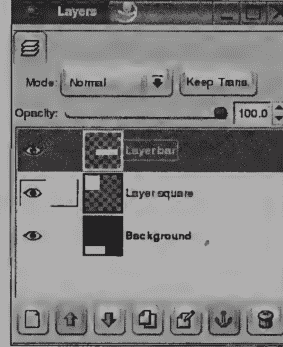 Layers
Mode: Normal Keep Trans.
Opacity: 100.0
Layer bar
Layer square
Background